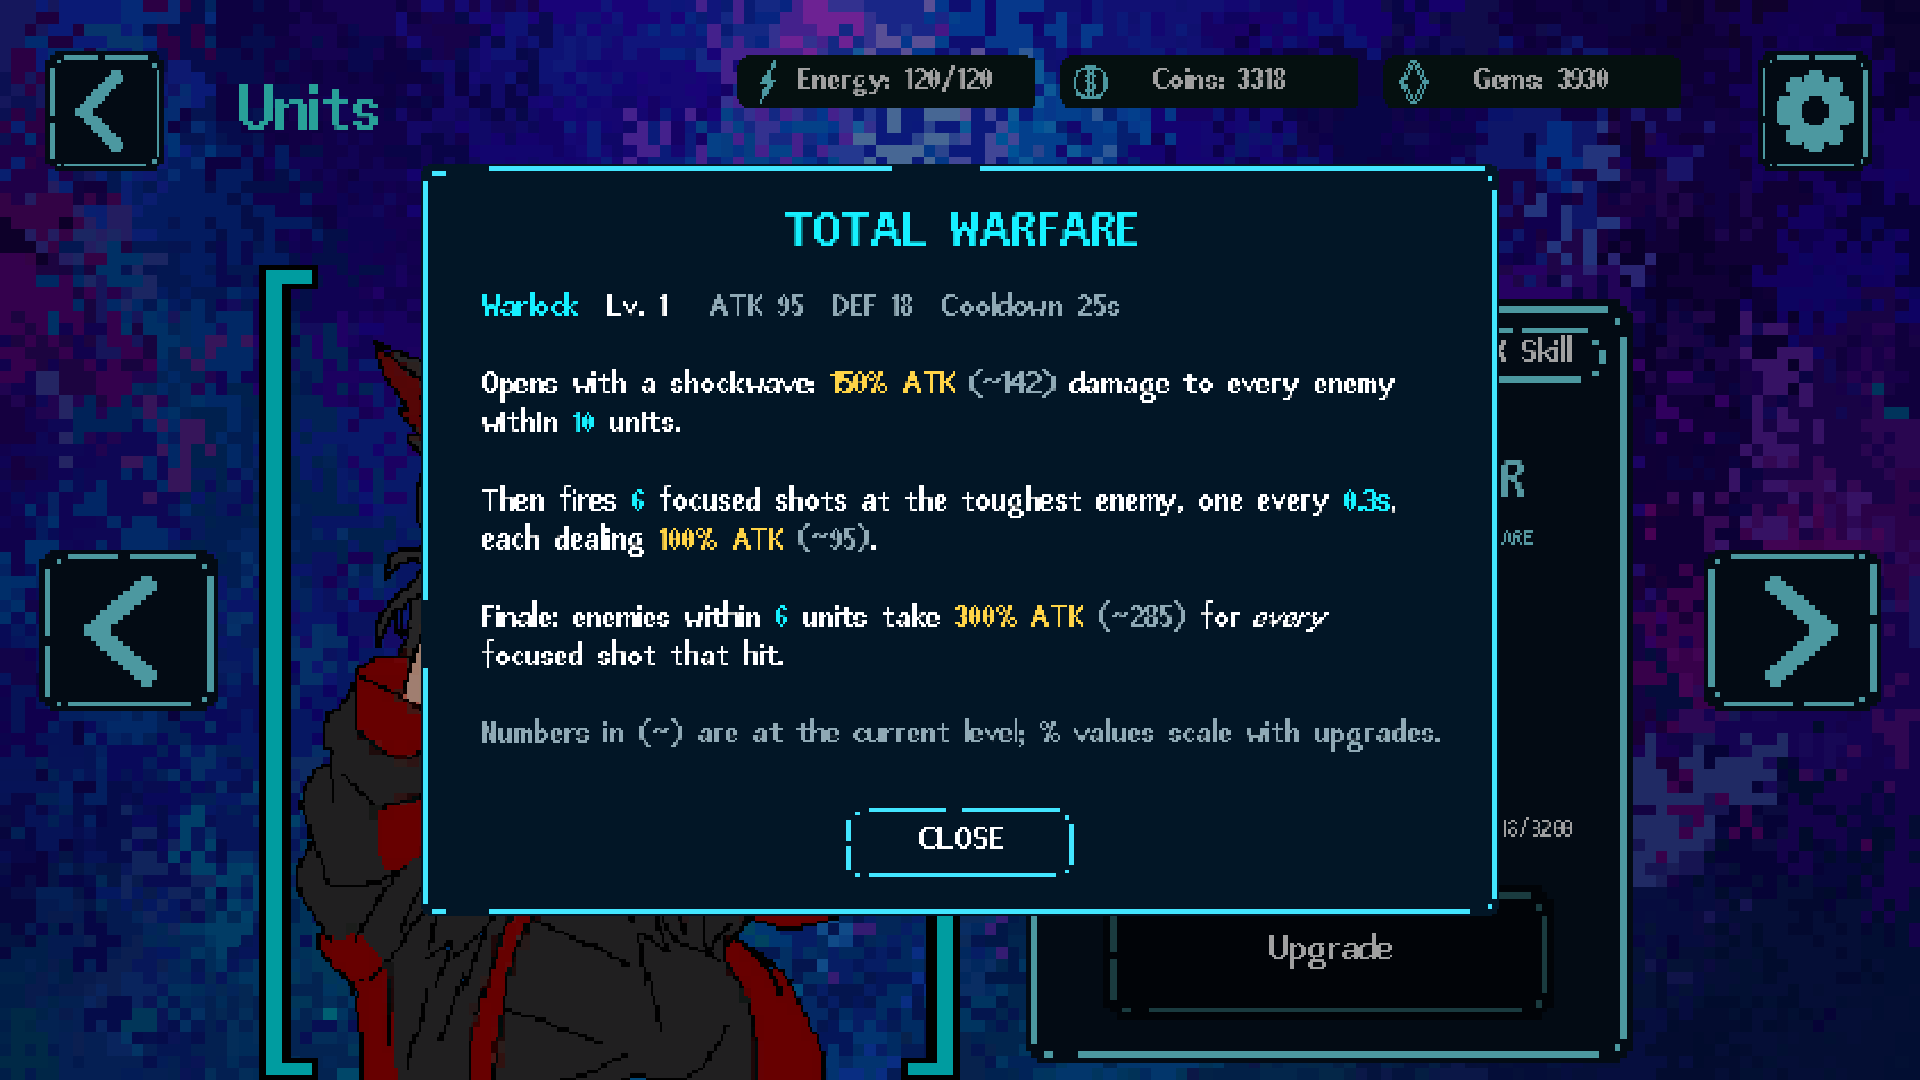 Units
Energy: 120/120
Coins: 3318
Gems: 3930
TOTAL WARFARE
Warlock Lv. 1 ATK 95 DEF 18 Cooldown 25s
Opens with a shockwave: 150% ATK (~142) damage to every enemy
within 10 units.
Then fires 6 focused shots at the toughest enemy, one every 0.3s,
each dealing 100% ATK (~95).
Finale: enemies within 6 units take 300% ATK (~285) for every
focused shot that hit.
Numbers in (~) are at the current level; % values scale with upgrades.
CLOSE
Skill
Upgrade